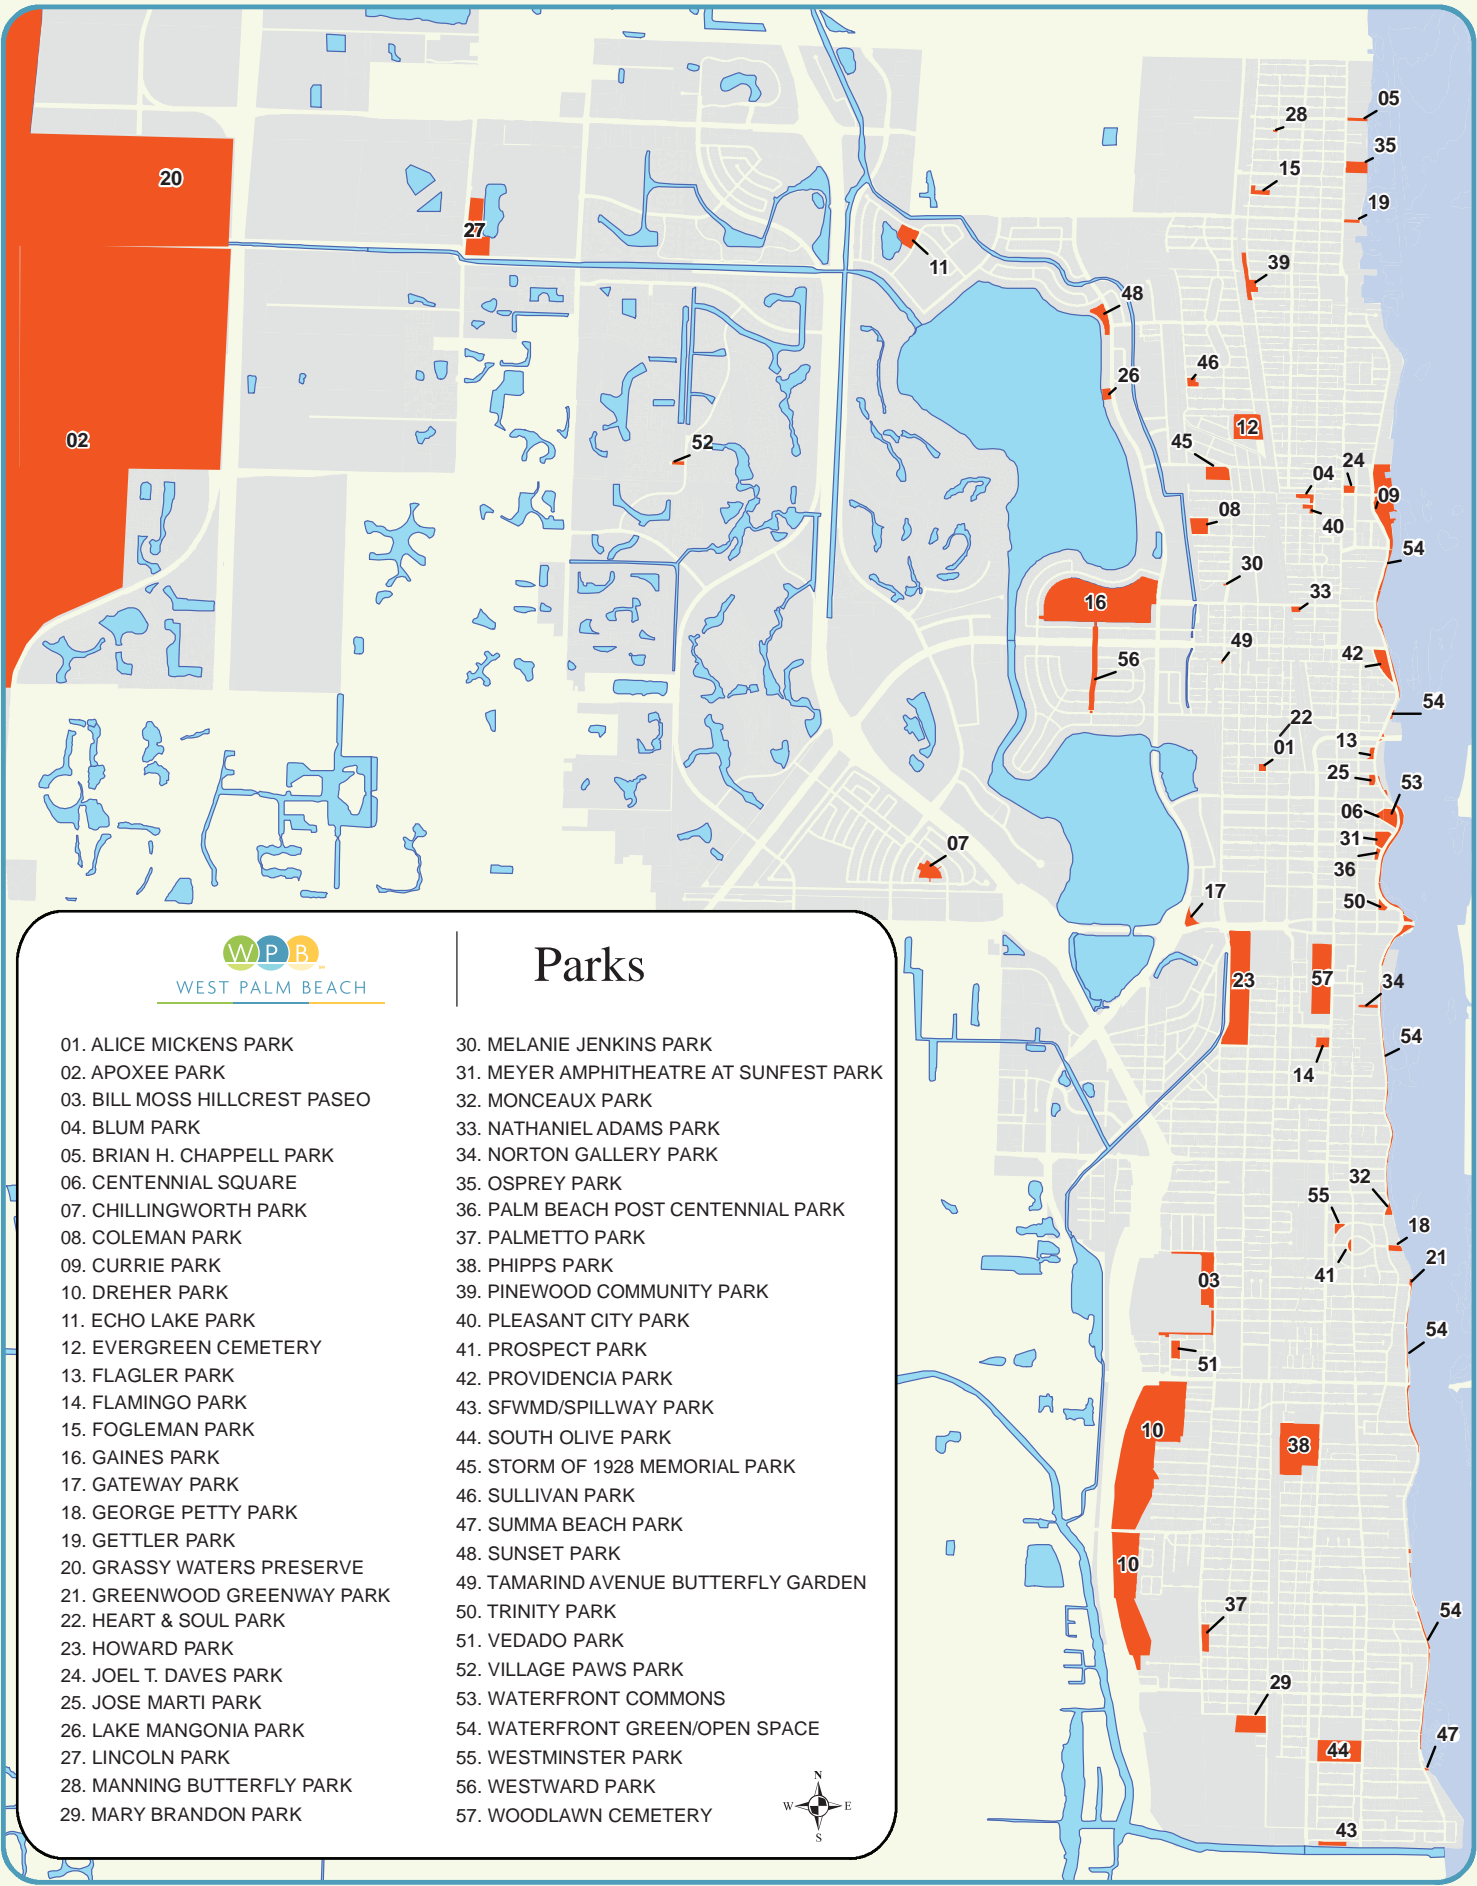 05
28
35
15
20
19
27
11
39
48
46
26
12
02
45
52
24
04
09
08
40
54
30
33
16
49
42
56
54
22
13
01
25
53
06
31
07
36
17
50
23
57
34
54
14
32
55
18
21
41
03
54
51
10
38
10
37
54
29
47
44
43
WPB
WEST PALM BEACH
Parks
01. ALICE MICKENS PARK
02. APOXEE PARK
03. BILL MOSS HILLCREST PASEO
04. BLUM PARK
05. BRIAN H. CHAPPELL PARK
06. CENTENNIAL SQUARE
07. CHILLINGWORTH PARK
08. COLEMAN PARK
09. CURRIE PARK
10. DREHER PARK
11. ECHO LAKE PARK
12. EVERGREEN CEMETERY
13. FLAGLER PARK
14. FLAMINGO PARK
15. FOGLEMAN PARK
16. GAINES PARK
17. GATEWAY PARK
18. GEORGE PETTY PARK
19. GETTLER PARK
20. GRASSY WATERS PRESERVE
21. GREENWOOD GREENWAY PARK
22. HEART & SOUL PARK
23. HOWARD PARK
24. JOEL T. DAVES PARK
25. JOSE MARTI PARK
26. LAKE MANGONIA PARK
27. LINCOLN PARK
28. MANNING BUTTERFLY PARK
29. MARY BRANDON PARK
30. MELANIE JENKINS PARK
31. MEYER AMPHITHEATRE AT SUNFEST PARK
32. MONCEAUX PARK
33. NATHANIEL ADAMS PARK
34. NORTON GALLERY PARK
35. OSPREY PARK
36. PALM BEACH POST CENTENNIAL PARK
37. PALMETTO PARK
38. PHIPPS PARK
39. PINEWOOD COMMUNITY PARK
40. PLEASANT CITY PARK
41. PROSPECT PARK
42. PROVIDENCIA PARK
43. SFWMD/SPILLWAY PARK
44. SOUTH OLIVE PARK
45. STORM OF 1928 MEMORIAL PARK
46. SULLIVAN PARK
47. SUMMA BEACH PARK
48. SUNSET PARK
49. TAMARIND AVENUE BUTTERFLY GARDEN
50. TRINITY PARK
51. VEDADO PARK
52. VILLAGE PAWS PARK
53. WATERFRONT COMMONS
54. WATERFRONT GREEN/OPEN SPACE
55. WESTMINSTER PARK
56. WESTWARD PARK
57. WOODLAWN CEMETERY
N
W E
S